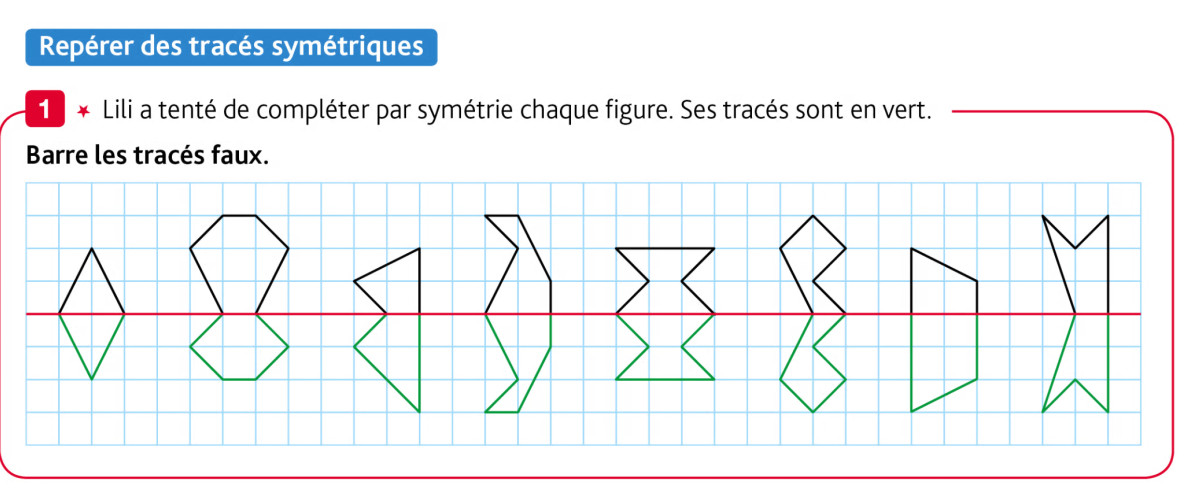 Repérer des tracés symétriques
1 ★ Lili a tenté de compléter par symétrie chaque figure. Ses tracés sont en vert.
Barre les tracés faux.